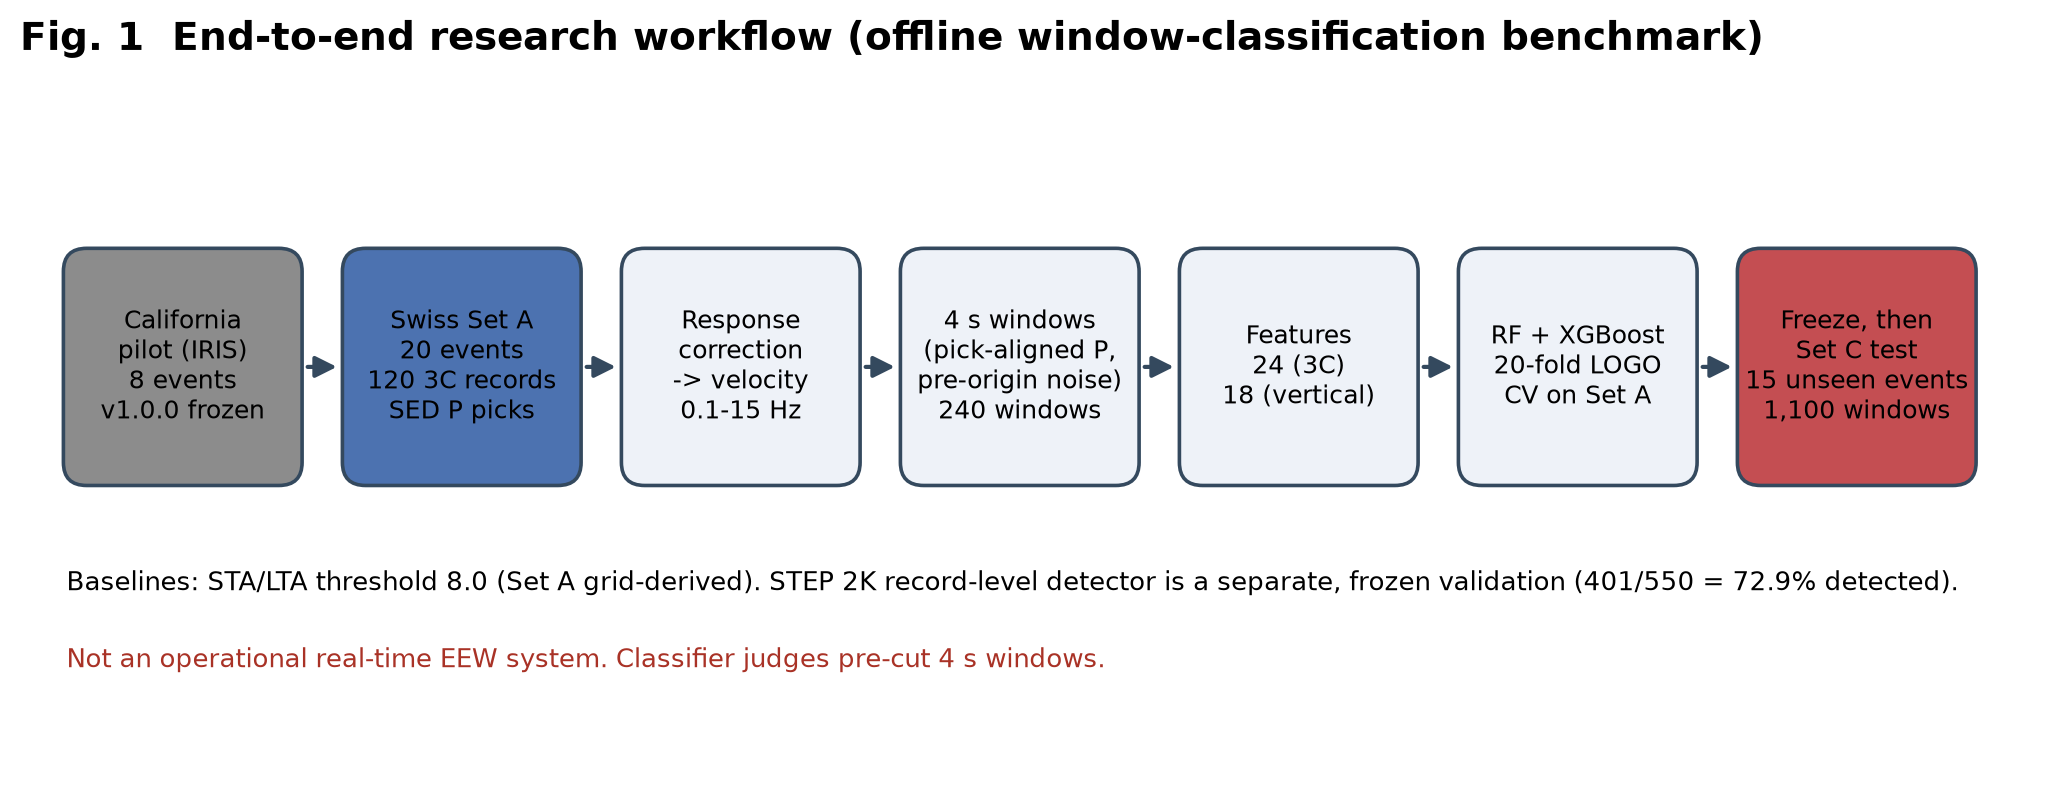 Fig. 1  End-to-end research workflow (offline window-classification benchmark)
California
pilot (IRIS)
8 events
v1.0.0 frozen
Swiss Set A
20 events
120 3C records
SED P picks
Response
correction
-> velocity
0.1-15 Hz
4 s windows
(pick-aligned P,
pre-origin noise)
240 windows
Features
24 (3C)
18 (vertical)
RF + XGBoost
20-fold LOGO
CV on Set A
Freeze, then
Set C test
15 unseen events
1,100 windows
Baselines: STA/LTA threshold 8.0 (Set A grid-derived). STEP 2K record-level detector is a separate, frozen validation (401/550 = 72.9% detected).
Not an operational real-time EEW system. Classifier judges pre-cut 4 s windows.